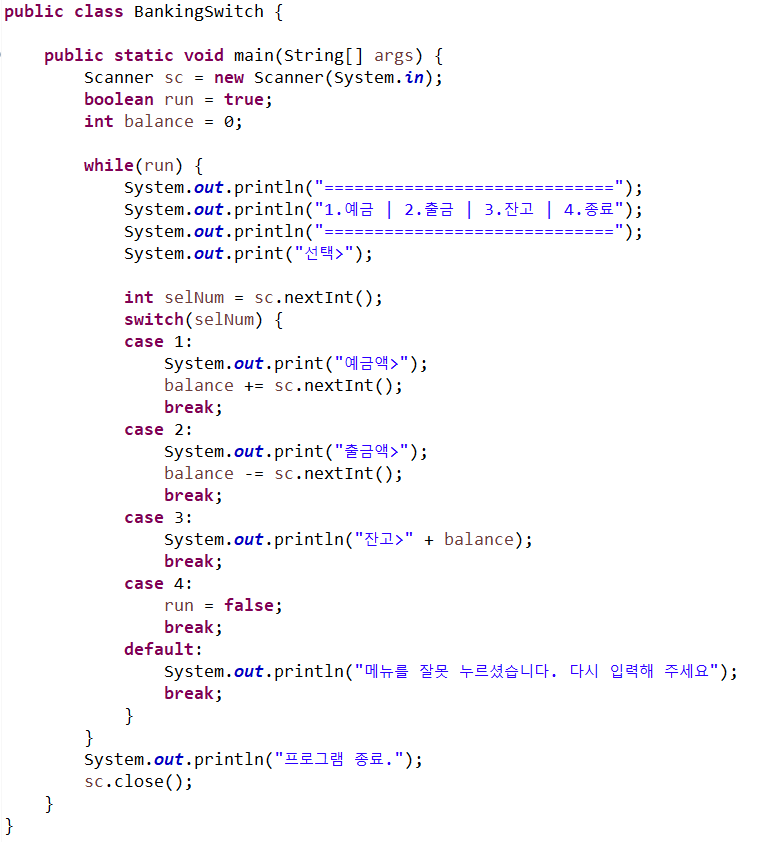 public class BankingSwitch {
public static void main(String[] args) {
Scanner sc = new Scanner(System.in);
boolean run = true;
int balance = 0;
while(run) {
System.out.println("=============================");
System.out.println("1.예금 | 2.출금 | 3.잔고 | 4.종료");
System.out.println("=============================");
System.out.print("선택>");
int selNum = sc.nextInt();
switch(selNum) {
case 1:
System.out.print("예금액>");
balance += sc.nextInt();
break;
case 2:
System.out.print("출금액>");
balance -= sc.nextInt();
break;
case 3:
System.out.println("잔고>" + balance);
break;
case 4:
run = false;
break;
default:
System.out.println("메뉴를 잘못 누르셨습니다. 다시 입력해 주세요");
break;
}
}
System.out.println("프로그램 종료.");
sc.close();
}
}